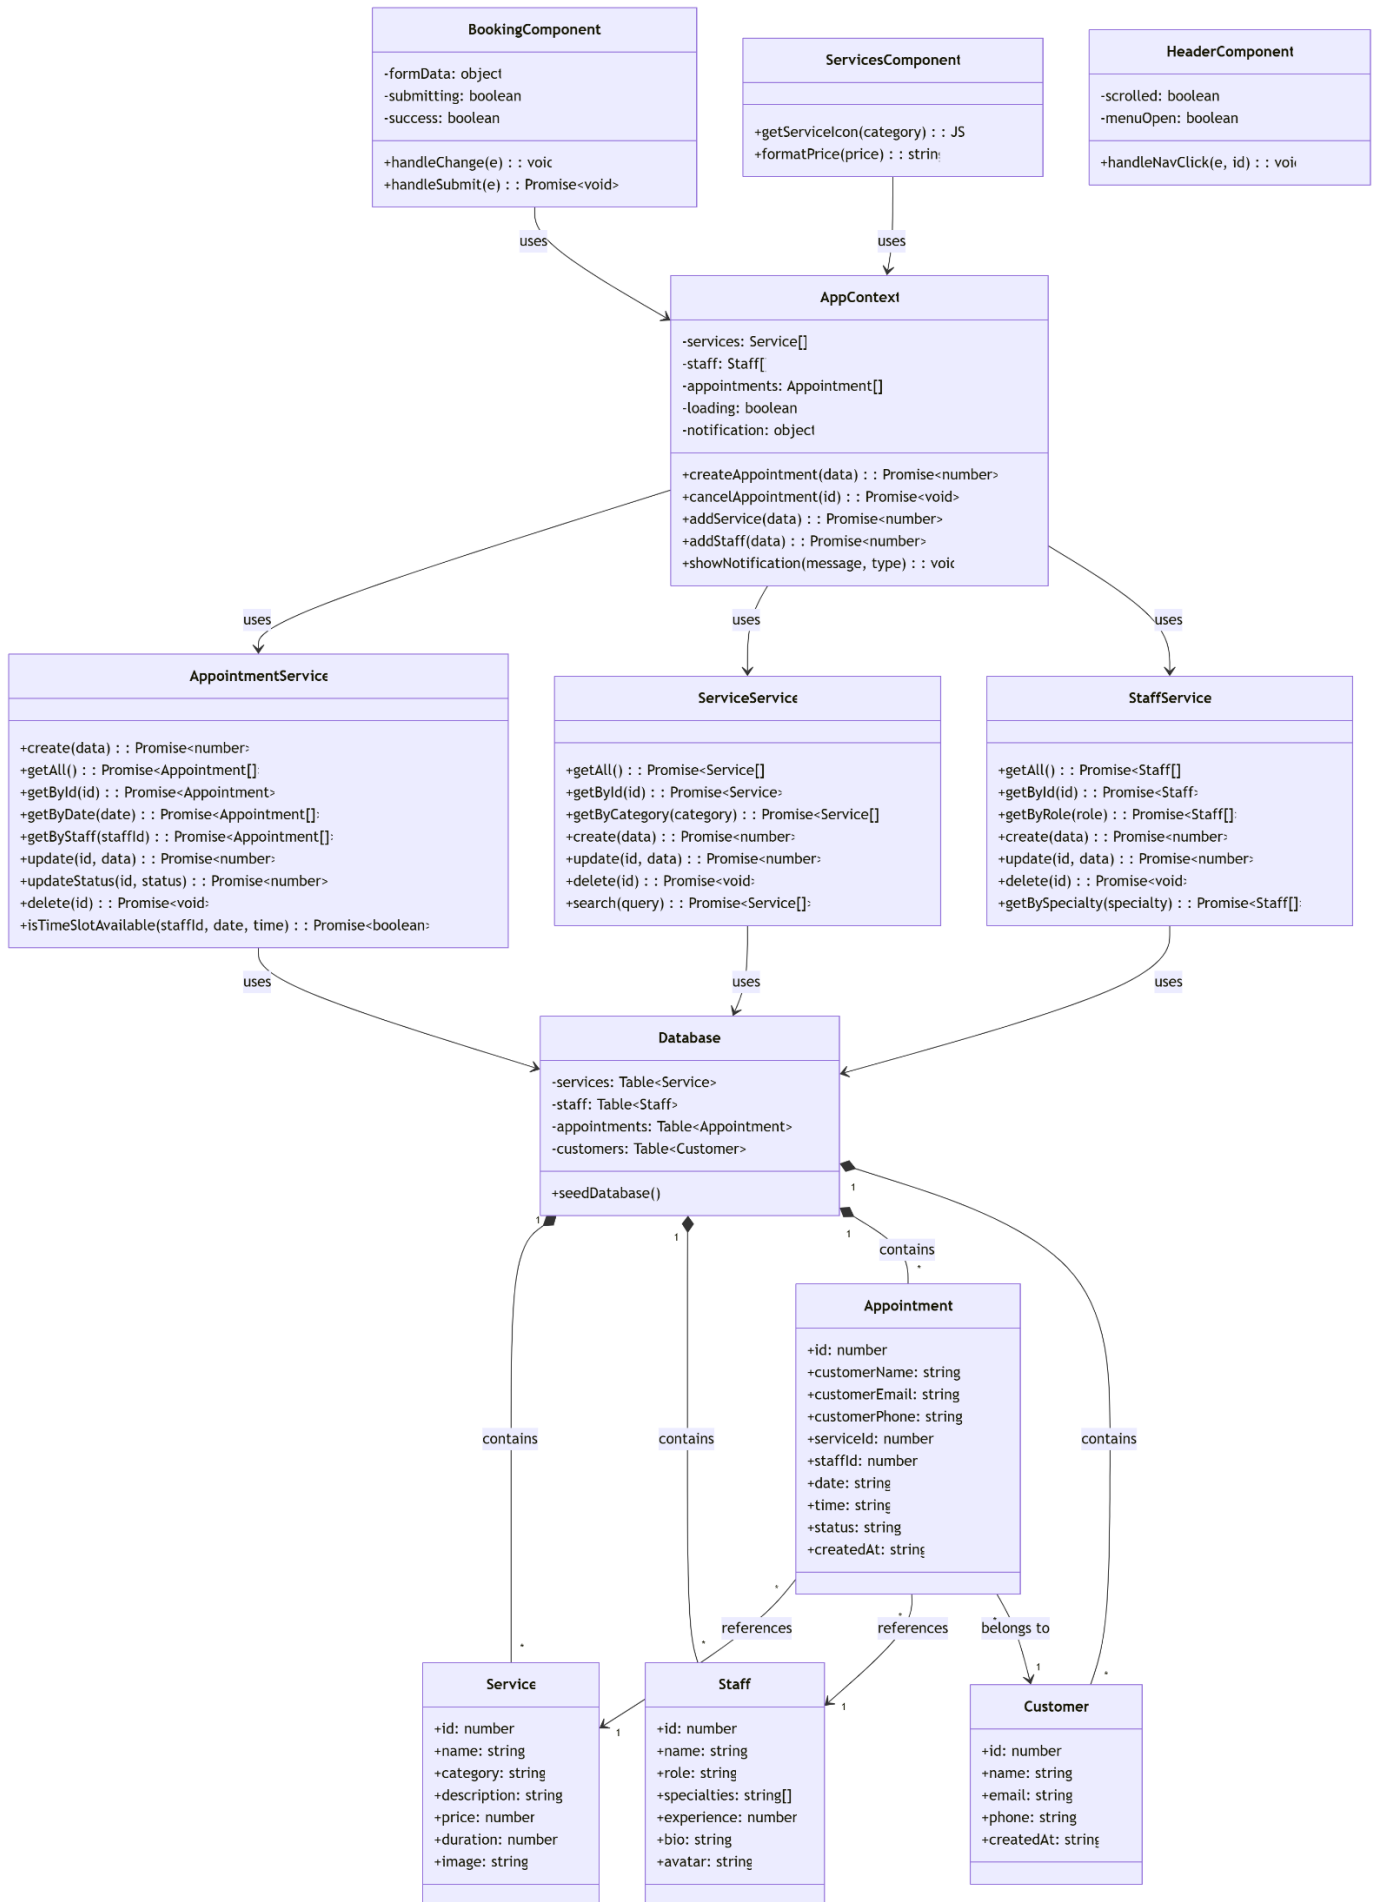 BookingComponent
-formData: object
-submitting: boolean
-success: boolean
+handleChange(e) : : void
+handleSubmit(e) : : Promise<void>
ServicesComponent
+getServiceIcon(category) : : JS
+formatPrice(price) : : string
HeaderComponent
-scrolled: boolean
-menuOpen: boolean
+handleNavClick(e, id) : : void
uses
uses
AppContext
-services: Service[]
-staff: Staff[
-appointments: Appointment[]
-loading: boolean
-notification: object
+createAppointment(data) : : Promise<number>
+cancelAppointment(id) : : Promise<void>
+addService(data) : : Promise<number>
+addStaff(data) : : Promise<number>
+showNotification(message, type) : : void
uses
uses
uses
AppointmentService
+create(data) : : Promise<number>
+getAll() : : Promise<Appointment[]>
+getById(id) : : Promise<Appointment>
+getByDate(date) : : Promise<Appointment[]>
+getByStaff(staffId) : : Promise<Appointment[]>
+update(id, data) : : Promise<number>
+updateStatus(id, status) : : Promise<number>
+delete(id) : : Promise<void>
+isTimeSlotAvailable(staffId, date, time) : : Promise<boolean>
ServiceService
+getAll() : : Promise<Service[]
+getById(id) : : Promise<Service>
+getByCategory(category) : : Promise<Service[]
+create(data) : : Promise<number>
+update(id, data) : : Promise<number>
+delete(id) : : Promise<void>
+search(query) : : Promise<Service[]>
StaffService
+getAll() : : Promise<Staff[]
+getById(id) : : Promise<Staff>
+getByRole(role) : : Promise<Staff[]>
+create(data) : : Promise<number>
+update(id, data) : : Promise<number>
+delete(id) : : Promise<void>
+getBySpecialty(specialty) : : Promise<Staff[]>
uses
uses
uses
Database
-services: Table<Service>
-staff: Table<Staff>
-appointments: Table<Appointment>
-customers: Table<Customer>
+seedDatabase()
1
1
1
1
contains
*
Appointment
+id: number
+customerName: string
+customerEmail: string
+customerPhone: string
+serviceId: number
+staffId: number
+date: string
+time: string
+status: string
+createdAt: string
contains
contains
contains
*
*
*
references
references
belongs to
*
*
*
1
1
1
Service
+id: number
+name: string
+category: string
+description: string
+price: number
+duration: number
+image: string
Staff
+id: number
+name: string
+role: string
+specialties: string[]
+experience: number
+bio: string
+avatar: string
Customer
+id: number
+name: string
+email: string
+phone: string
+createdAt: string